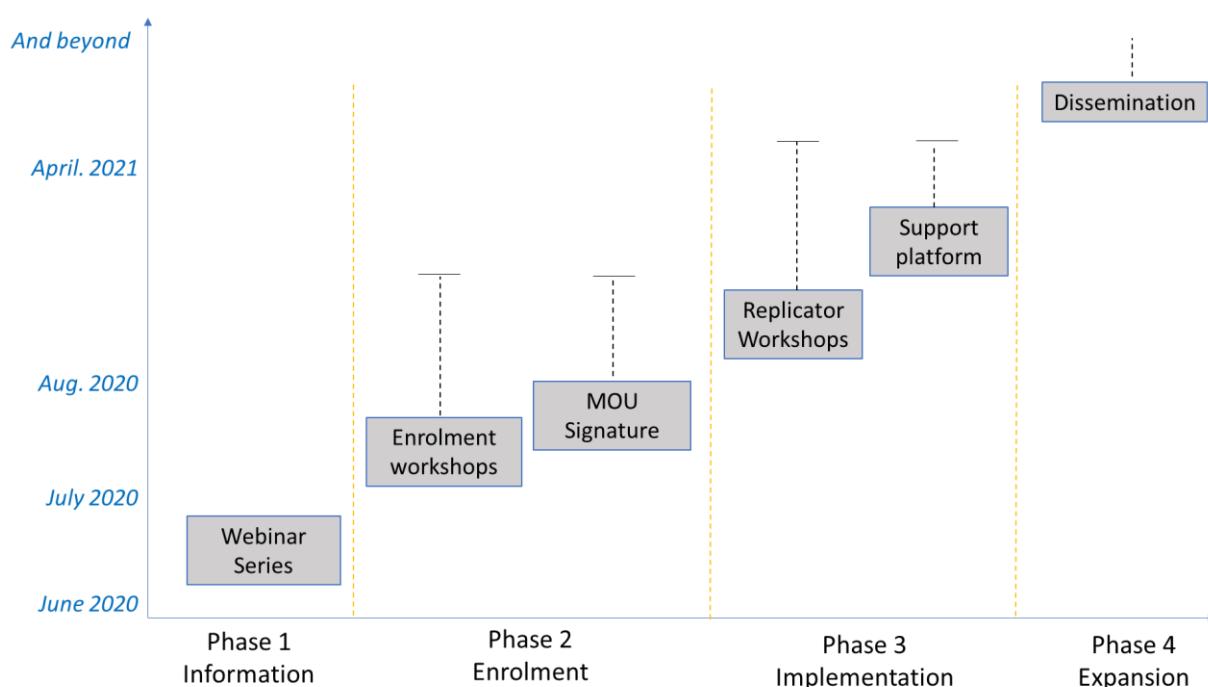 And beyond
April. 2021
Aug. 2020
July 2020
June 2020
Dissemination
Support
platform
Replicator
Workshops
MOU
Signature
Enrolment
workshops
Webinar
Series
Phase 1
Information
Phase 2
Enrolment
Phase 3
Implementation
Phase 4
Expansion